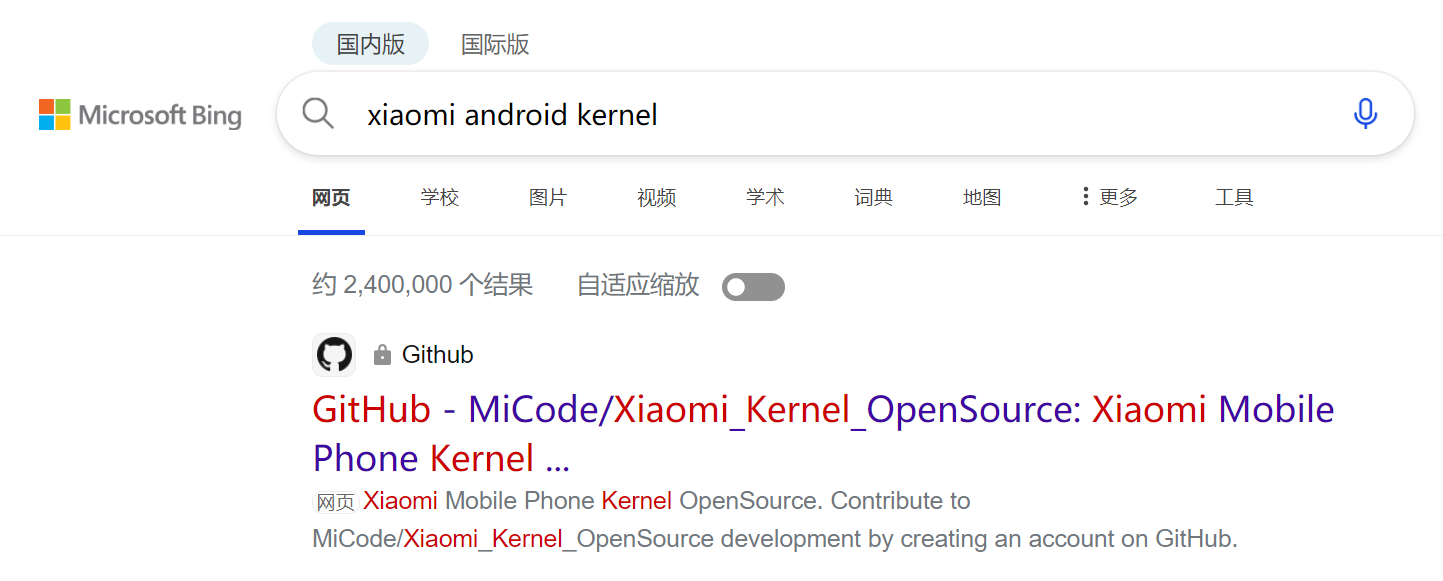 国内版 国际版
Microsoft Bing xiaomi android kernel
网页 学校 图片 视频 学术 词典 地图 更多 工具
约 2,400,000 个结果 自适应缩放
Github
GitHub - MiCode/Xiaomi_Kernel_OpenSource: Xiaomi Mobile
Phone Kernel ...
网页 Xiaomi Mobile Phone Kernel OpenSource. Contribute to
MiCode/Xiaomi_Kernel_OpenSource development by creating an account on GitHub.